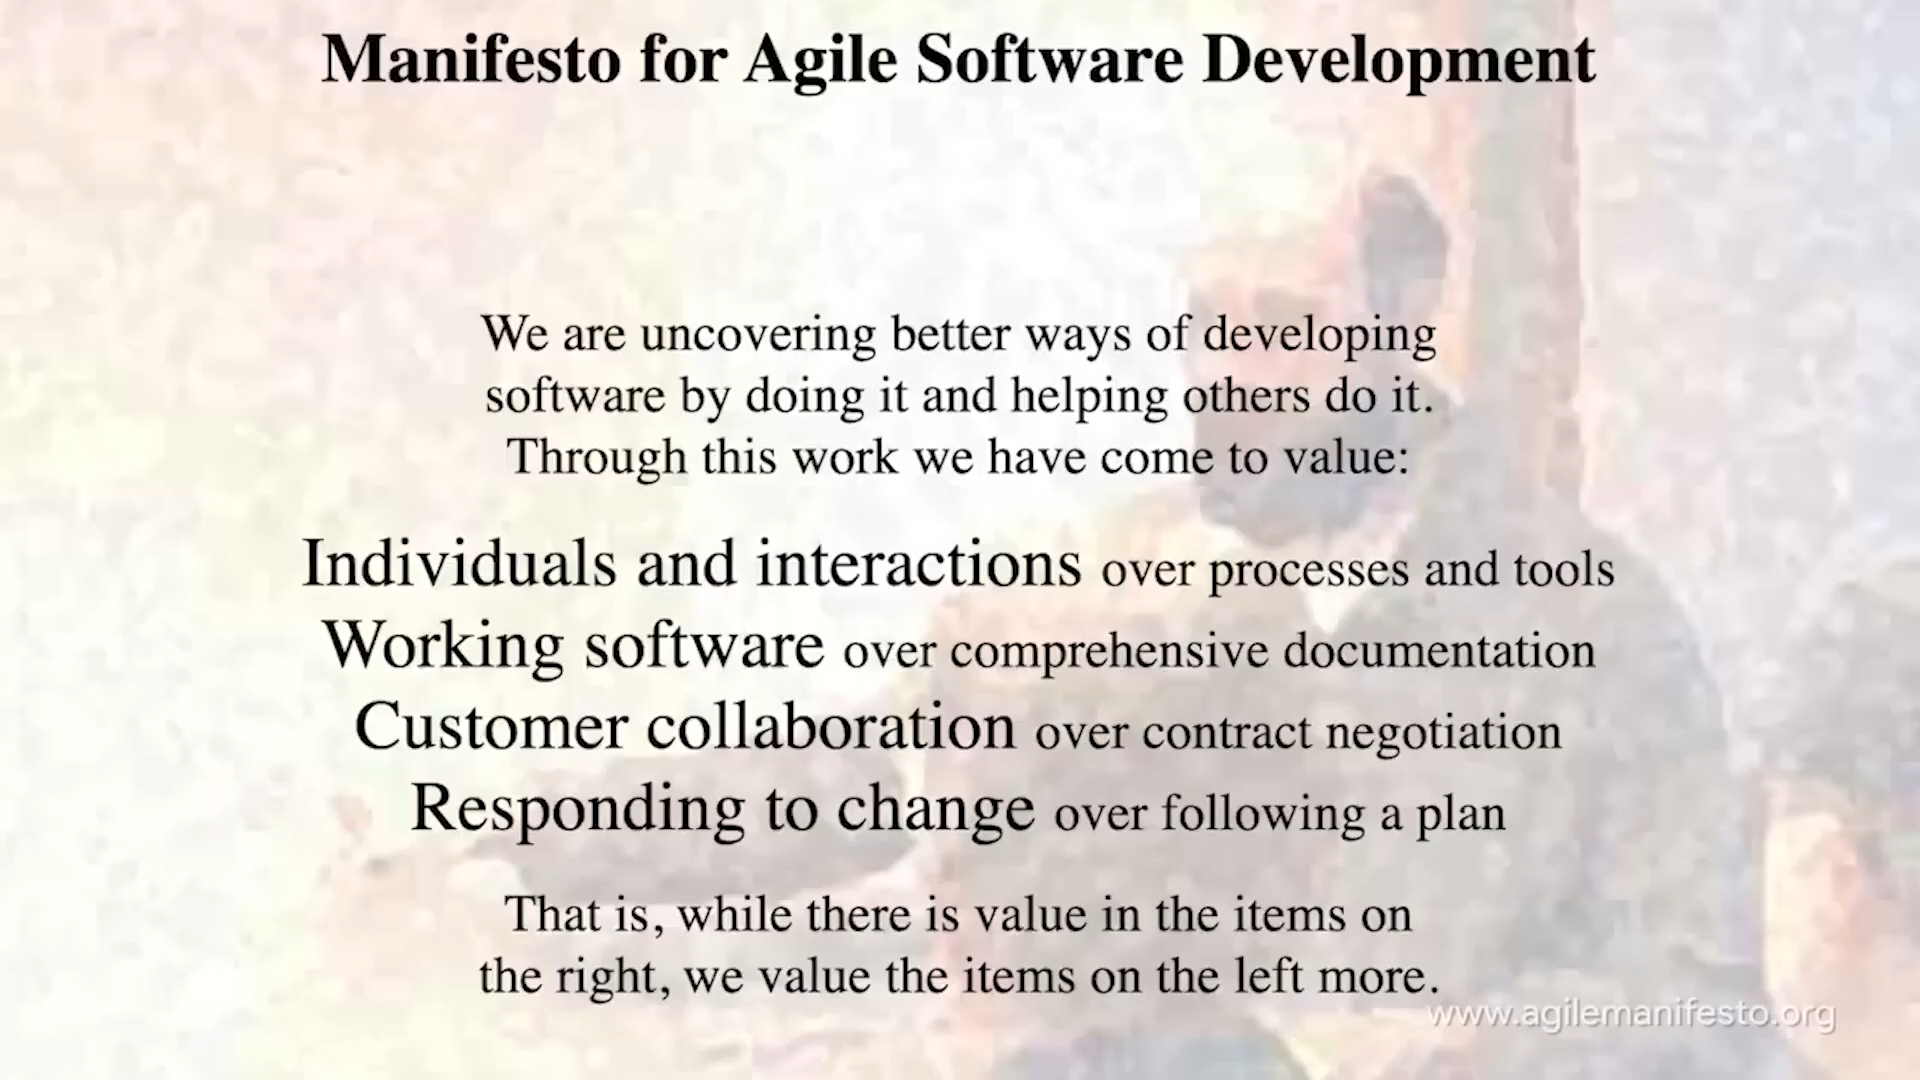 Manifesto for Agile Software Development
We are uncovering better ways of developing
software by doing it and helping others do it.
Through this work we have come to value:
Individuals and interactions over processes and tools
Working software over comprehensive documentation
Customer collaboration over contract negotiation
Responding to change over following a plan
That is, while there is value in the items on
the right, we value the items on the left more.
www.agilemanifesto.org